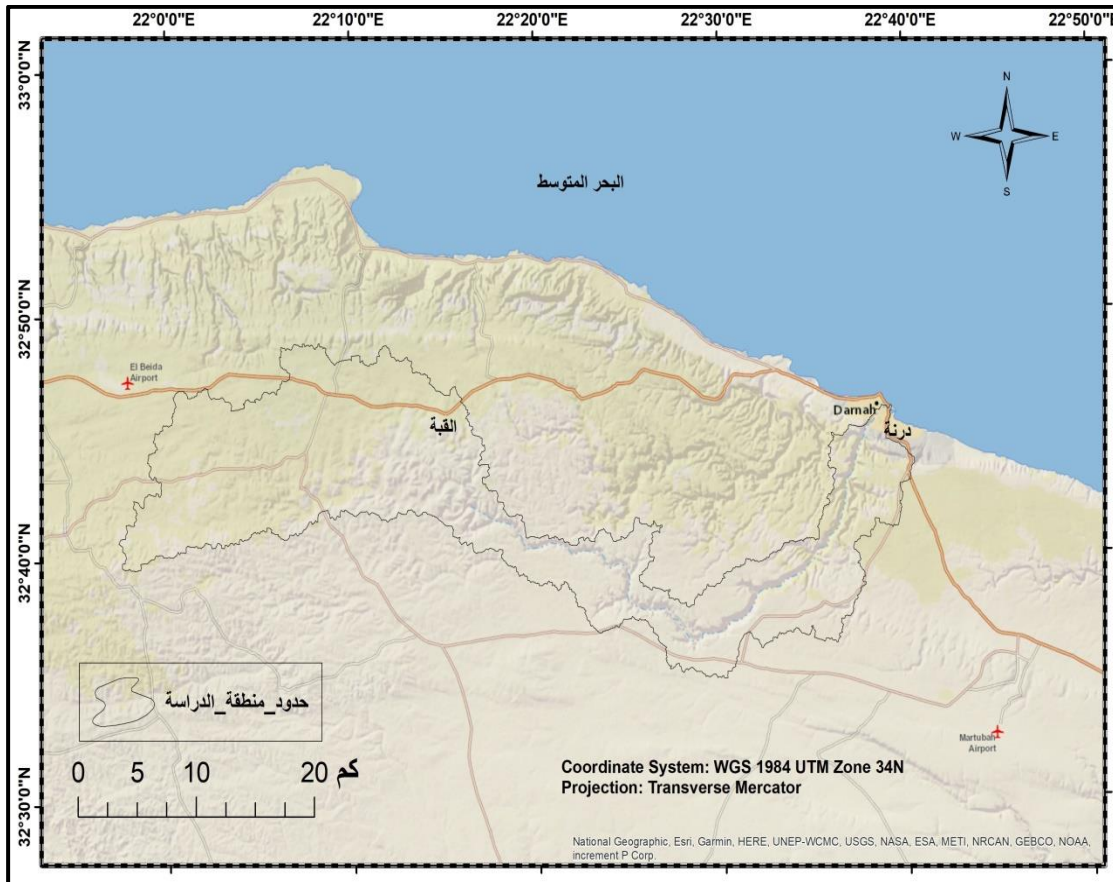 22°0'0"E 22°10'0"E 22°20'0"E 22°30'0"E 22°40'0"E 22°50'0"E
33°0'0"N
32°50'0"N
32°40'0"N
32°30'0"N
N
W E
S
البحر المتوسط
El Beida
Airport
القبة
Darnah
درنة
حدود_منطقة_الدراسة
0 5 10 20 كم
Martubah
Airport
Coordinate System: WGS 1984 UTM Zone 34N
Projection: Transverse Mercator
National Geographic, Esri, Garmin, HERE, UNEP-WCMC, USGS, NASA, ESA, METI, NRCAN, GEBCO, NOAA,
increment P Corp.